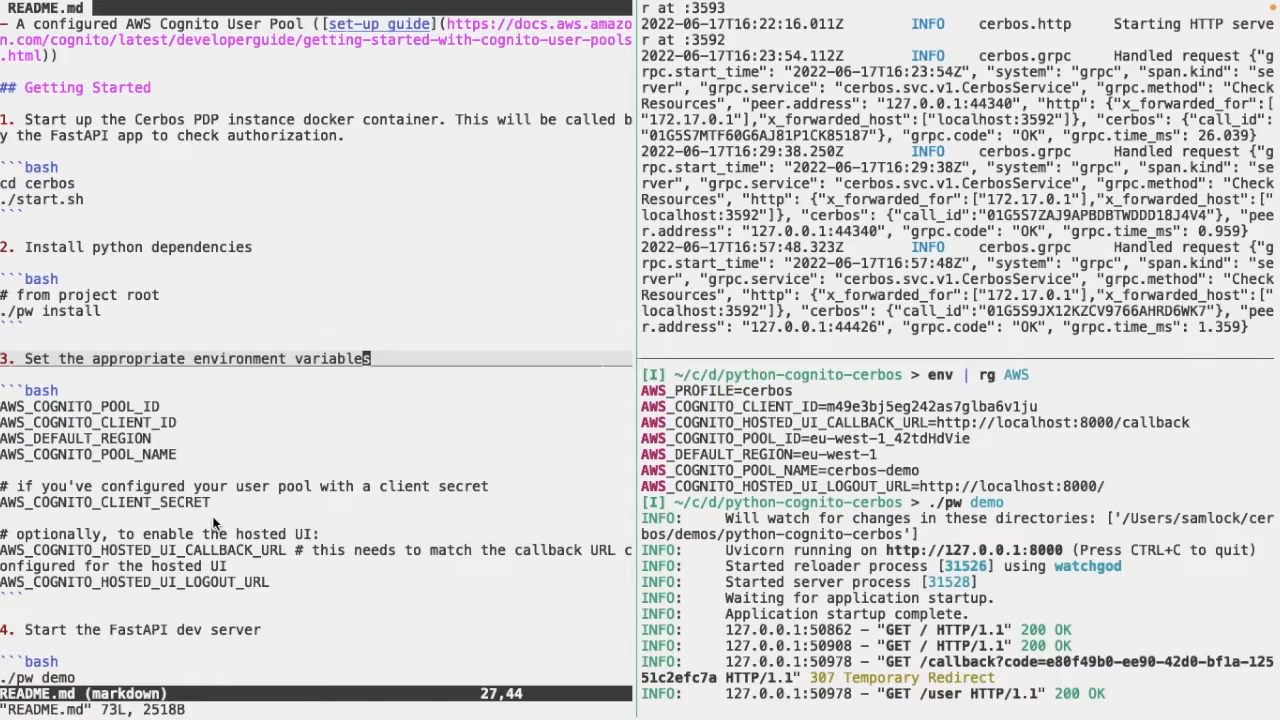 README.md
- A configured AWS Cognito User Pool ([set-up guide](https://docs.aws.amazo
n.com/cognito/latest/developerguide/getting-started-with-cognito-user-pools
.html))
## Getting Started
1. Start up the Cerbos PDP instance docker container. This will be called b
y the FastAPI app to check authorization.
```bash
cd cerbos
./start.sh
```
2. Install python dependencies
```bash
# from project root
./pw install
```
3. Set the appropriate environment variables
```bash
AWS_COGNITO_POOL_ID
AWS_COGNITO_CLIENT_ID
AWS_DEFAULT_REGION
AWS_COGNITO_POOL_NAME
# if you've configured your user pool with a client secret
AWS_COGNITO_CLIENT_SECRET
# optionally, to enable the hosted UI:
AWS_COGNITO_HOSTED_UI_CALLBACK_URL # this needs to match the callback URL c
onfigured for the hosted UI
AWS_COGNITO_HOSTED_UI_LOGOUT_URL
```
4. Start the FastAPI dev server
```bash
./pw demo
README.md (markdown) 27,44
"README.md" 73L, 2518B
r at :3593
2022-06-17T16:22:16.011Z INFO cerbos.http Starting HTTP serve
r at :3592
2022-06-17T16:23:54.112Z INFO cerbos.grpc Handled request {"g
rpc.start_time": "2022-06-17T16:23:54Z", "system": "grpc", "span.kind": "se
rver", "grpc.service": "cerbos.svc.v1.CerbosService", "grpc.method": "Check
Resources", "peer.address": "127.0.0.1:44340", "http": {"x_forwarded_for":[
"172.17.0.1"],"x_forwarded_host":["localhost:3592"]}, "cerbos": {"call_id":
"01G5S7MTF60G6AJ81P1CK85187"}, "grpc.code": "OK", "grpc.time_ms": 26.039}
2022-06-17T16:29:38.250Z INFO cerbos.grpc Handled request {"g
rpc.start_time": "2022-06-17T16:29:38Z", "system": "grpc", "span.kind": "se
rver", "grpc.service": "cerbos.svc.v1.CerbosService", "grpc.method": "Check
Resources", "http": {"x_forwarded_for":["172.17.0.1"],"x_forwarded_host":["
localhost:3592"]}, "cerbos": {"call_id":"01G5S7ZAJ9APBDBTWDDD18J4V4"}, "pee
r.address": "127.0.0.1:44340", "grpc.code": "OK", "grpc.time_ms": 0.959}
2022-06-17T16:57:48.323Z INFO cerbos.grpc Handled request {"g
rpc.start_time": "2022-06-17T16:57:48Z", "system": "grpc", "span.kind": "se
rver", "grpc.service": "cerbos.svc.v1.CerbosService", "grpc.method": "Check
Resources", "http": {"x_forwarded_for":["172.17.0.1"],"x_forwarded_host":["
localhost:3592"]}, "cerbos": {"call_id":"01G5S9JX12KZCV9766AHRD6WK7"}, "pee
r.address": "127.0.0.1:44426", "grpc.code": "OK", "grpc.time_ms": 1.359}
[I] ~/c/d/python-cognito-cerbos > env | rg AWS
AWS_PROFILE=cerbos
AWS_COGNITO_CLIENT_ID=m49e3bj5eg242as7glba6v1ju
AWS_COGNITO_HOSTED_UI_CALLBACK_URL=http://localhost:8000/callback
AWS_COGNITO_POOL_ID=eu-west-1_42tdHdVie
AWS_DEFAULT_REGION=eu-west-1
AWS_COGNITO_POOL_NAME=cerbos-demo
AWS_COGNITO_HOSTED_UI_LOGOUT_URL=http://localhost:8000/
[I] ~/c/d/python-cognito-cerbos > ./pw demo
INFO: Will watch for changes in these directories: ['/Users/samlock/cer
bos/demos/python-cognito-cerbos']
INFO: Uvicorn running on http://127.0.0.1:8000 (Press CTRL+C to quit)
INFO: Started reloader process [31526] using watchgod
INFO: Started server process [31528]
INFO: Waiting for application startup.
INFO: Application startup complete.
INFO: 127.0.0.1:50862 - "GET / HTTP/1.1" 200 OK
INFO: 127.0.0.1:50908 - "GET / HTTP/1.1" 200 OK
INFO: 127.0.0.1:50978 - "GET /callback?code=e80f49b0-ee90-42d0-bf1a-125
51c2efc7a HTTP/1.1" 307 Temporary Redirect
INFO: 127.0.0.1:50978 - "GET /user HTTP/1.1" 200 OK